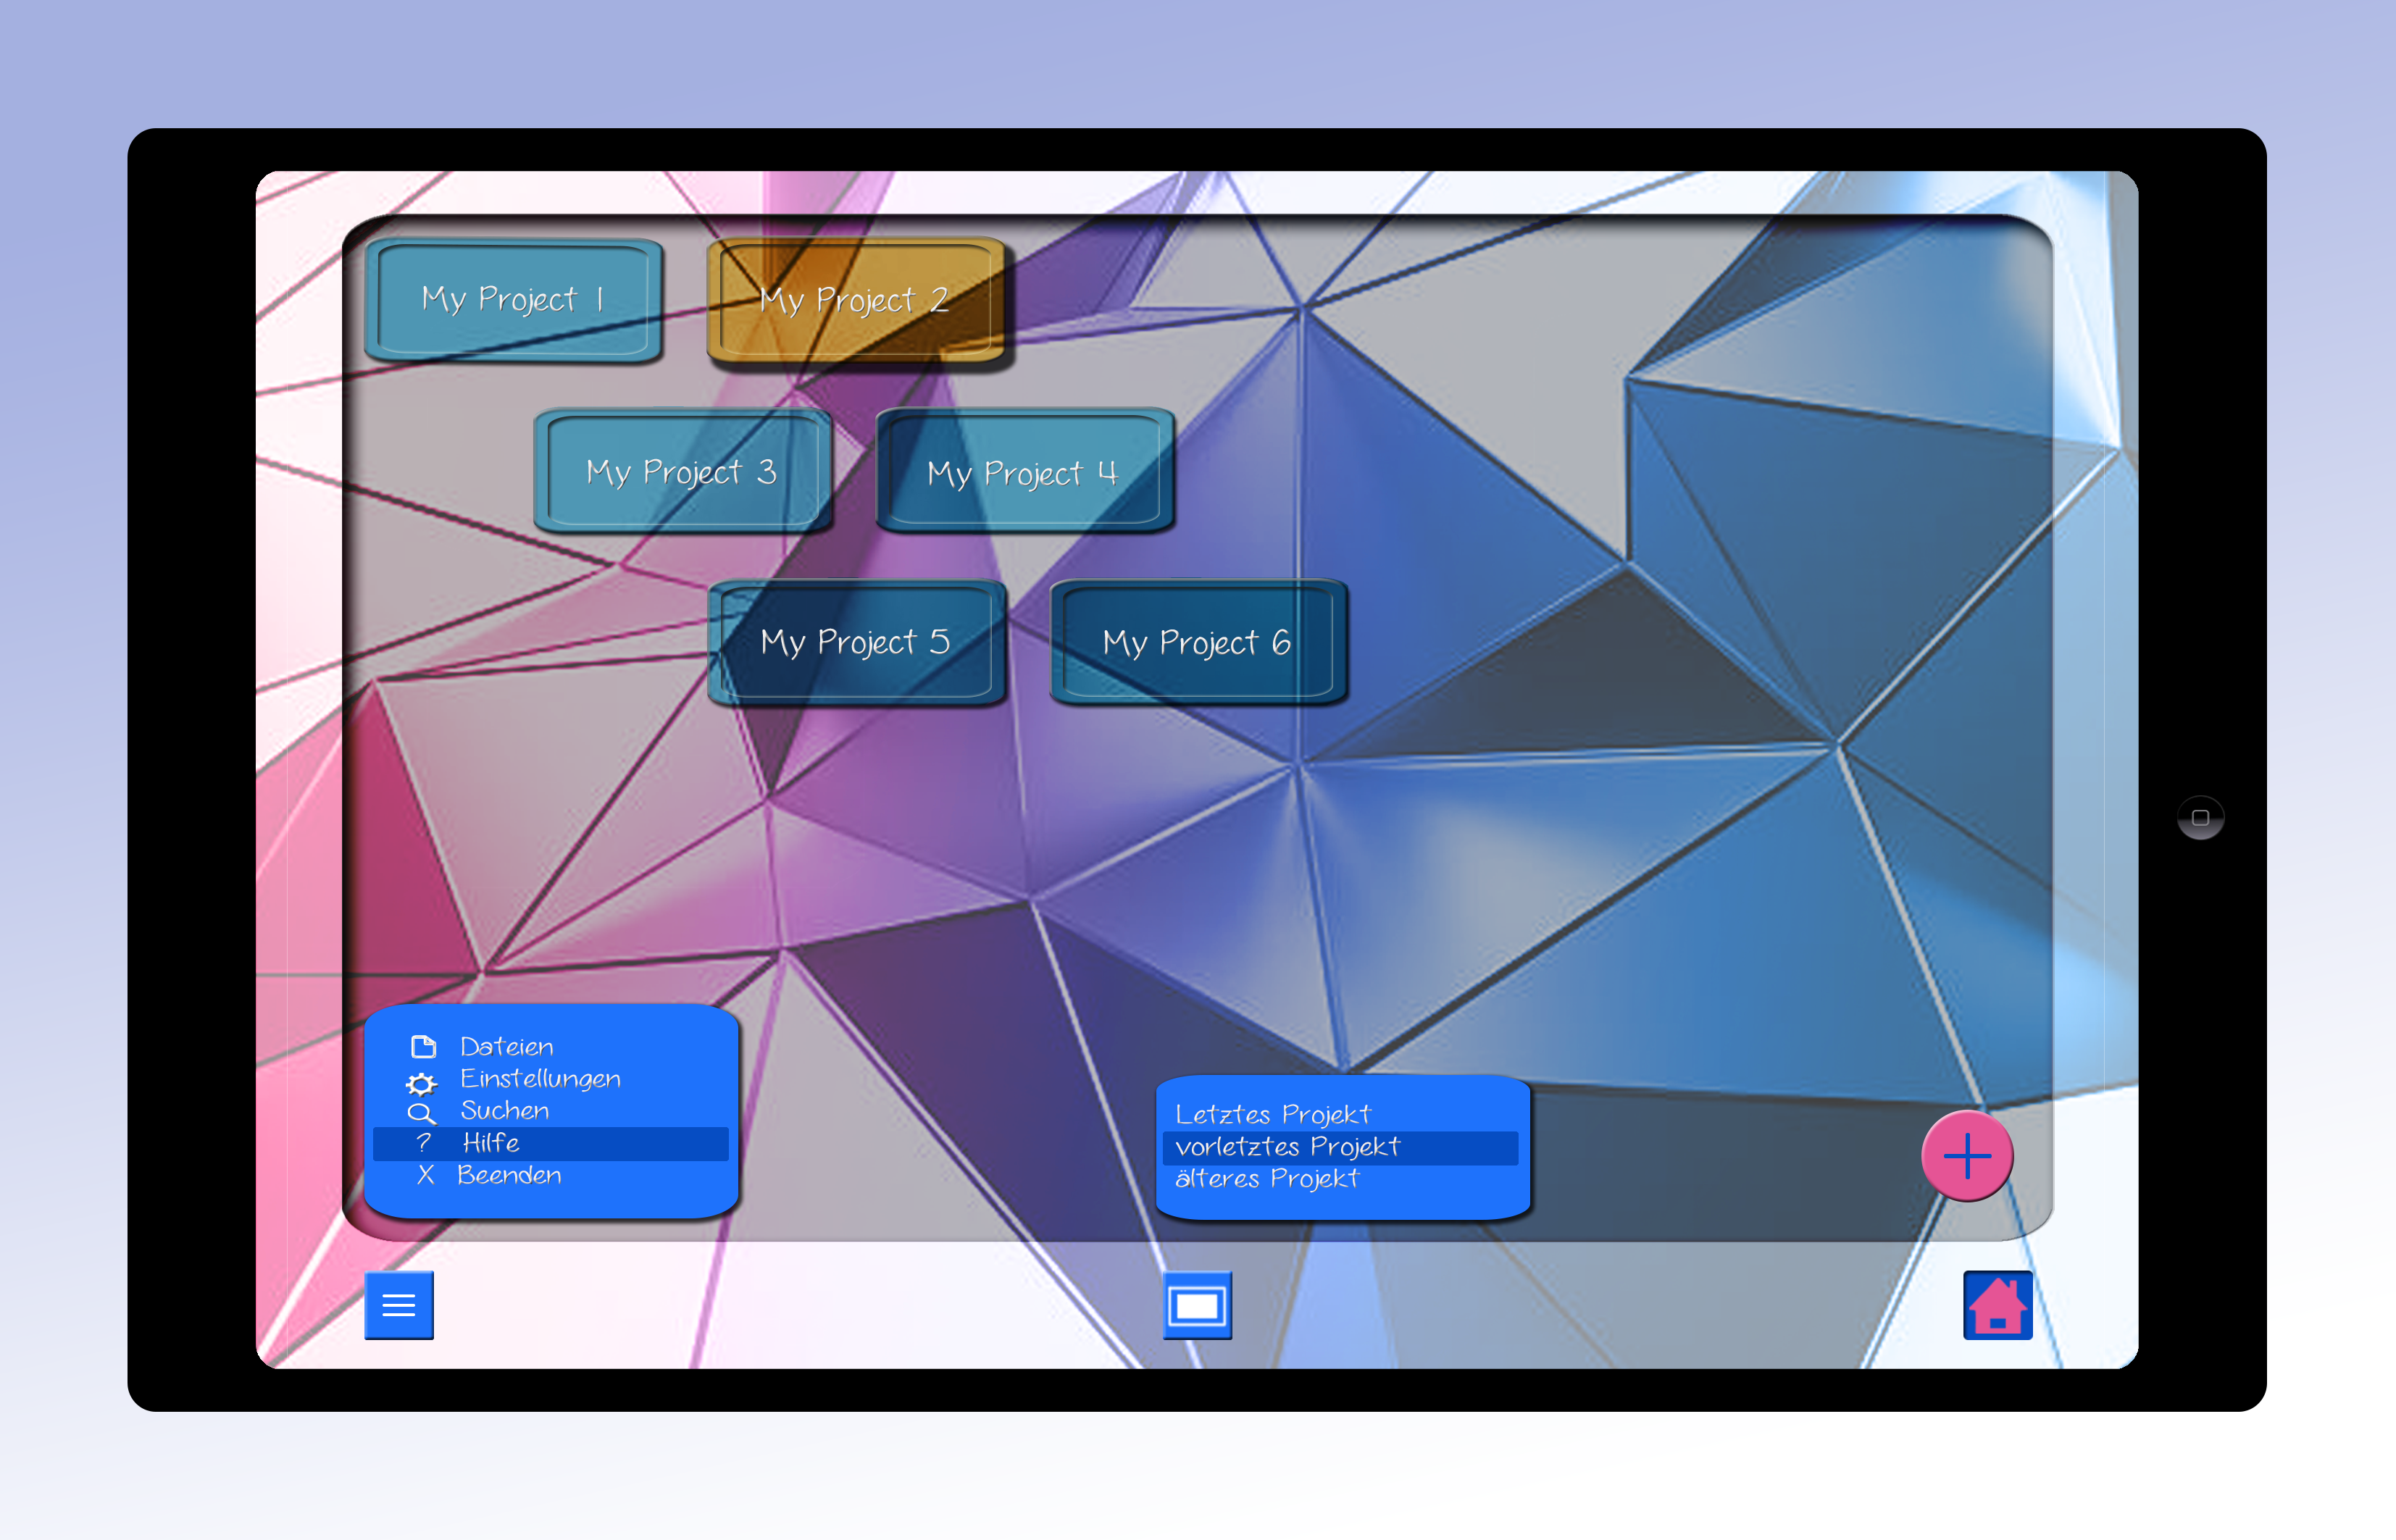 My Project 1
My Project 2
My Project 3
My Project 4
My Project 5
My Project 6
Dateien
Einstellungen
Suchen
? Hilfe
X Beenden
Letztes Projekt
vorletztes Projekt
älteres Projekt